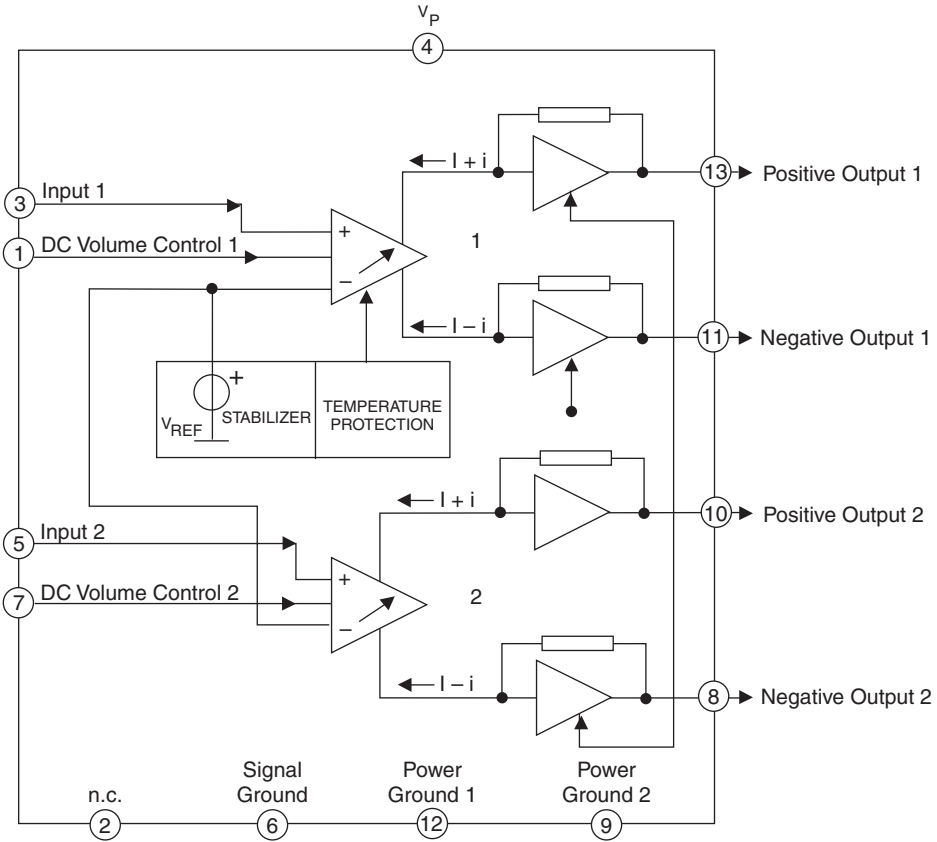 VP
4
I + i
13 Positive Output 1
3 Input 1
1 DC Volume Control 1
+
−
1
I – i
11 Negative Output 1
+
VREF
STABILIZER
TEMPERATURE
PROTECTION
I + i
10 Positive Output 2
5 Input 2
7 DC Volume Control 2
+
−
2
I – i
8 Negative Output 2
n.c.
2
Signal
Ground
6
Power
Ground 1
12
Power
Ground 2
9